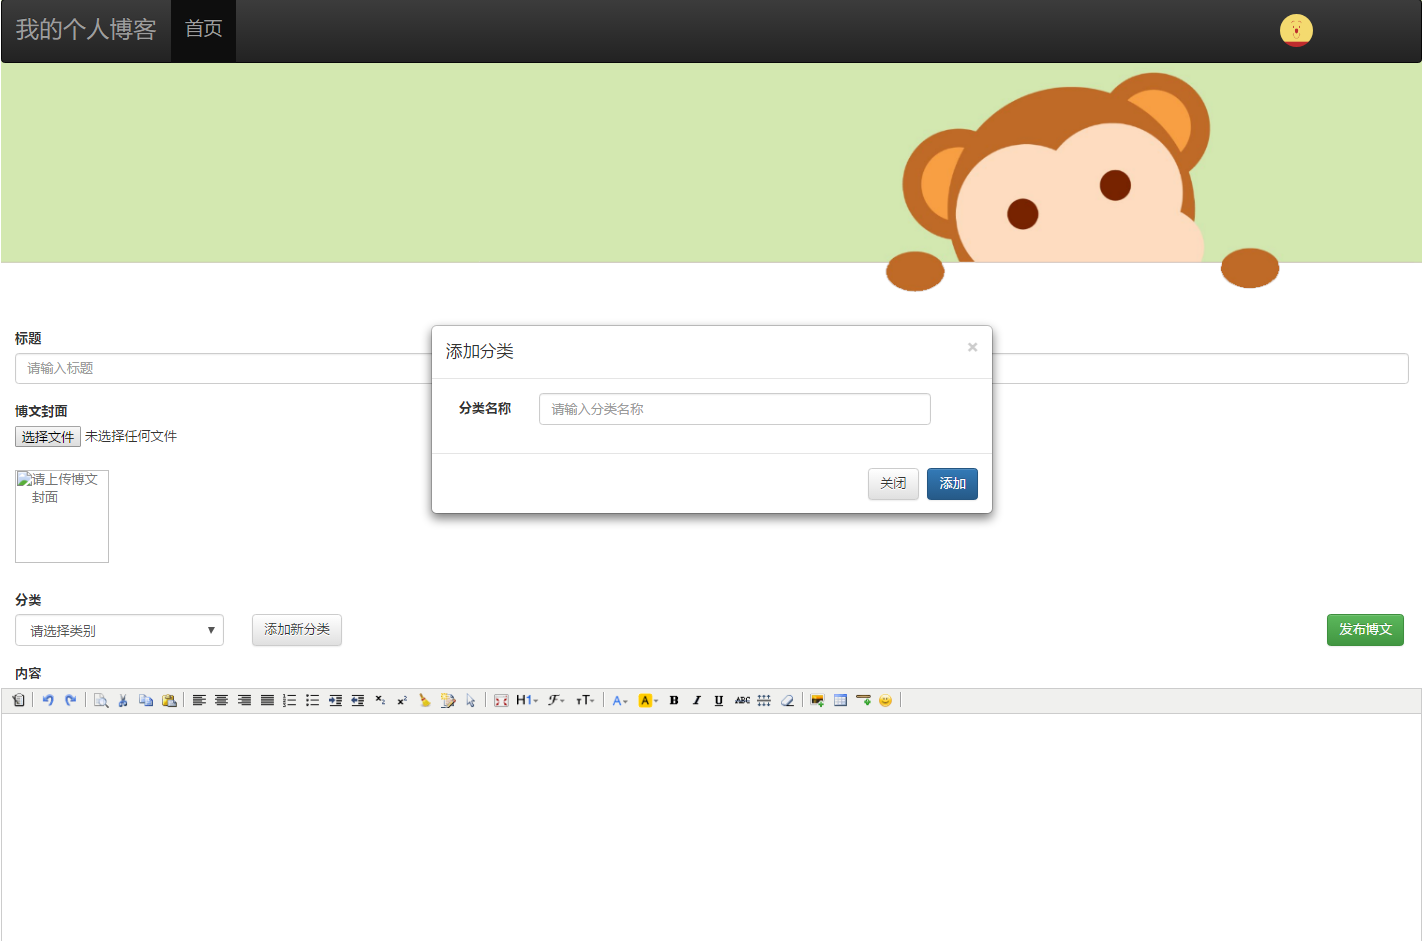 我的个人博客 首页
标题
请输入标题
添加分类 ×
分类名称 请输入分类名称
关闭 添加
博文封面
选择文件 未选择任何文件
请上传博文
封面
分类
请选择类别 ▼ 添加新分类 发布博文
内容
H1 F тT A A B I U ABC